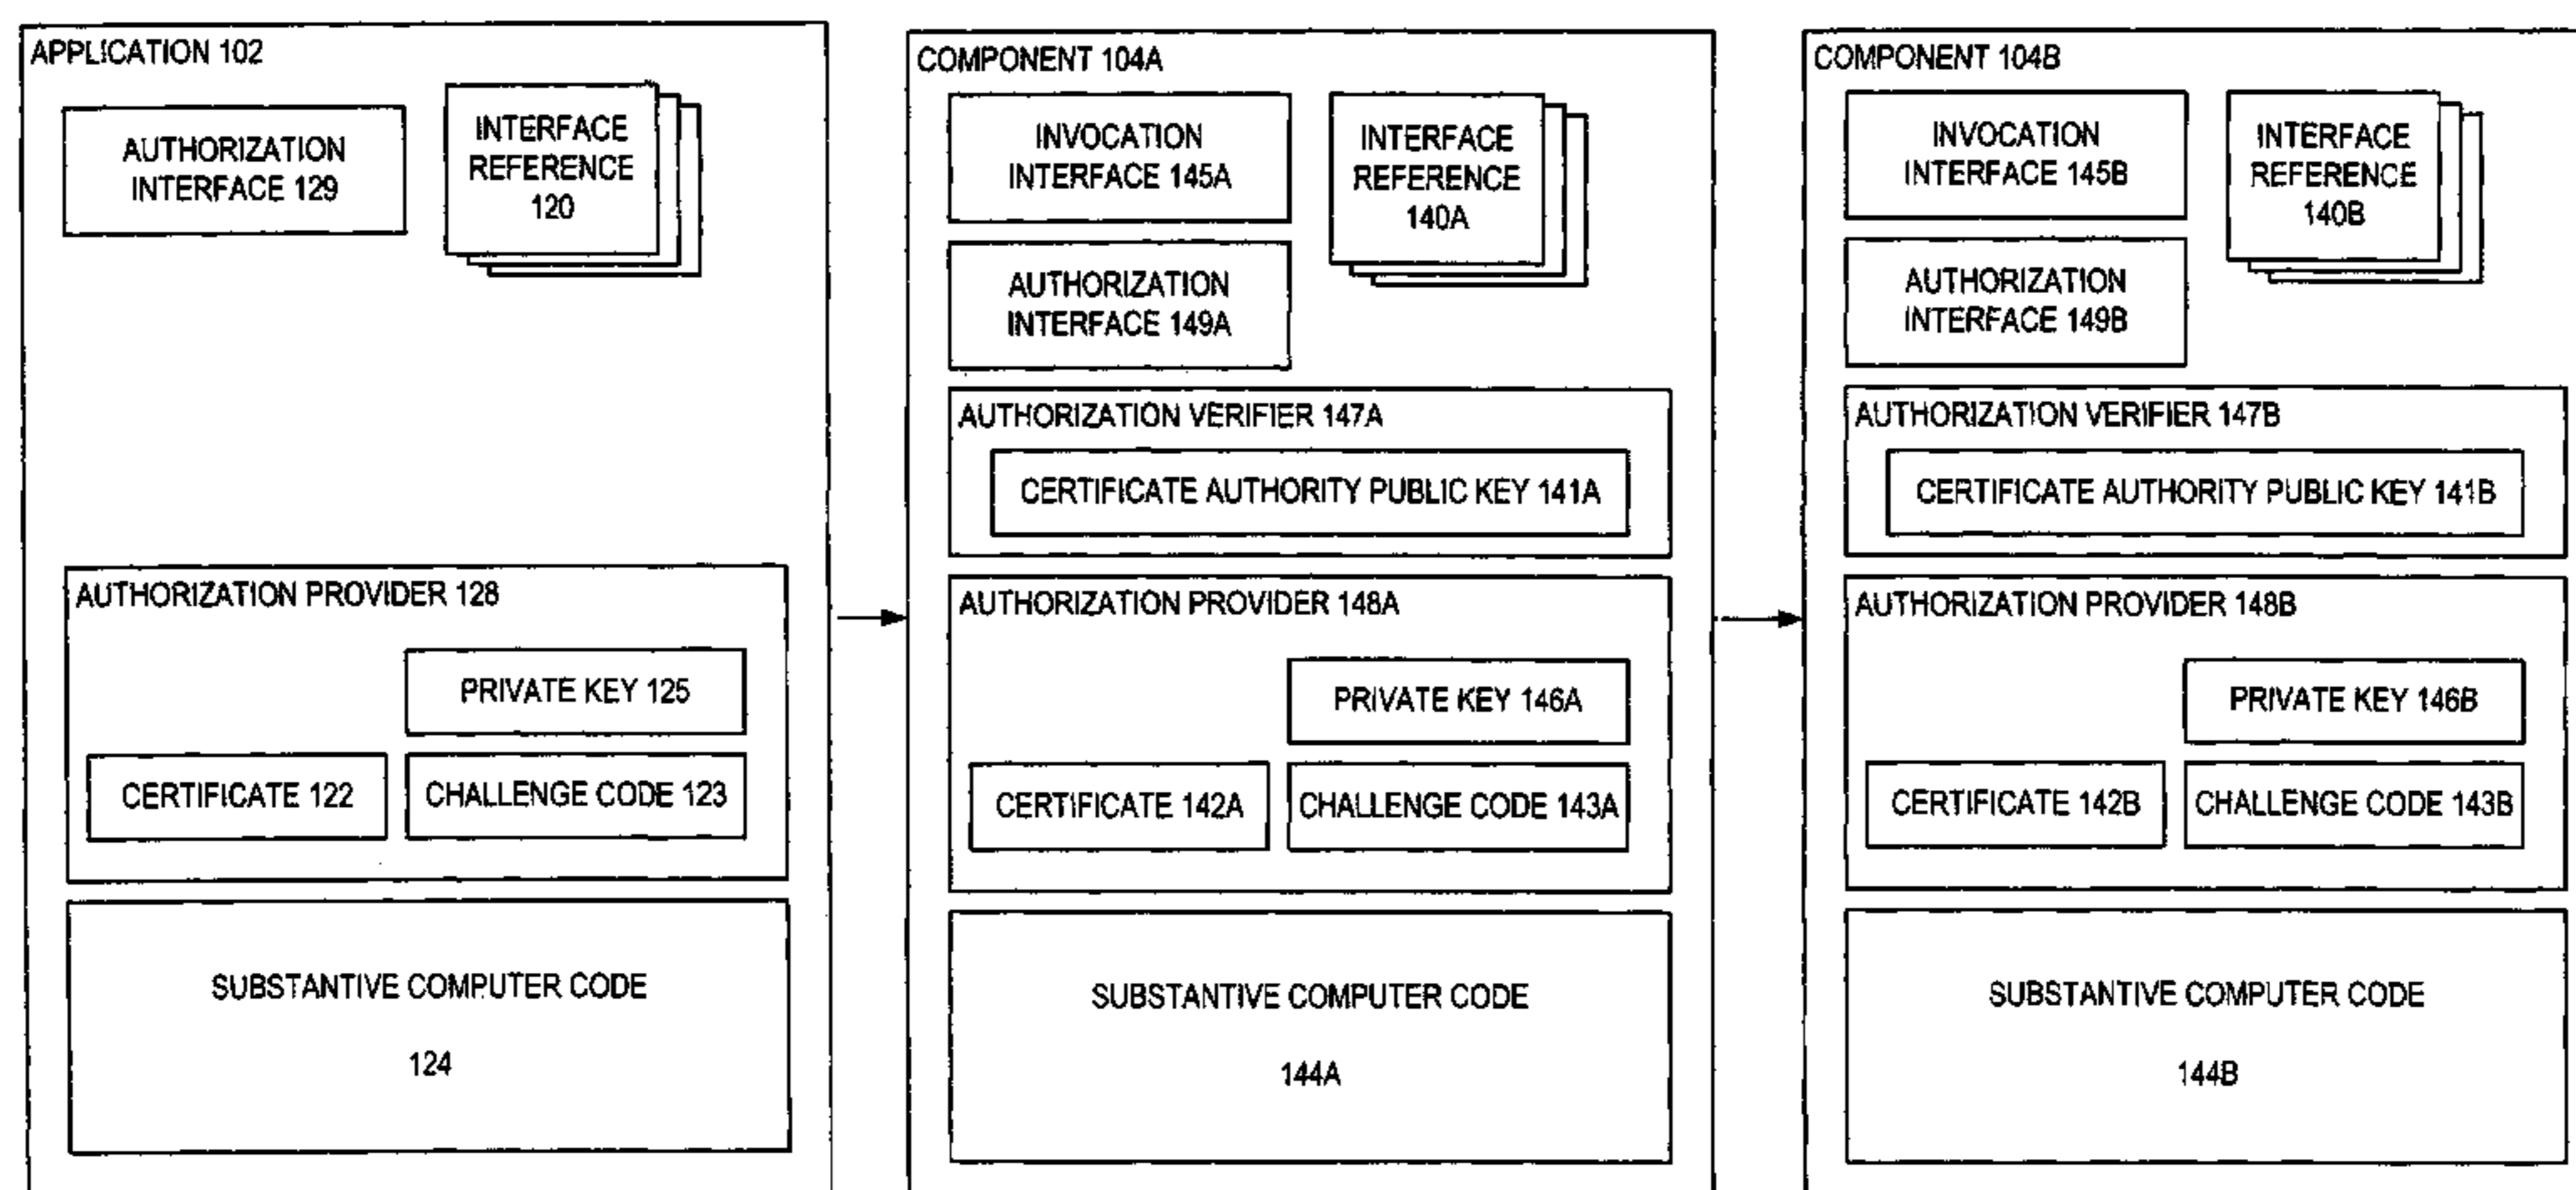 APPLICATION 102
AUTHORIZATION
INTERFACE 129
INTERFACE
REFERENCE
120
AUTHORIZATION PROVIDER 128
PRIVATE KEY 125
CERTIFICATE 122
CHALLENGE CODE 123
SUBSTANTIVE COMPUTER CODE
124
COMPONENT 104A
INVOCATION
INTERFACE 145A
INTERFACE
REFERENCE
140A
AUTHORIZATION
INTERFACE 149A
AUTHORIZATION VERIFIER 147A
CERTIFICATE AUTHORITY PUBLIC KEY 141A
AUTHORIZATION PROVIDER 148A
PRIVATE KEY 146A
CERTIFICATE 142A
CHALLENGE CODE 143A
SUBSTANTIVE COMPUTER CODE
144A
COMPONENT 104B
INVOCATION
INTERFACE 145B
INTERFACE
REFERENCE
140B
AUTHORIZATION
INTERFACE 149B
AUTHORIZATION VERIFIER 147B
CERTIFICATE AUTHORITY PUBLIC KEY 141B
AUTHORIZATION PROVIDER 148B
PRIVATE KEY 146B
CERTIFICATE 142B
CHALLENGE CODE 143B
SUBSTANTIVE COMPUTER CODE
144B